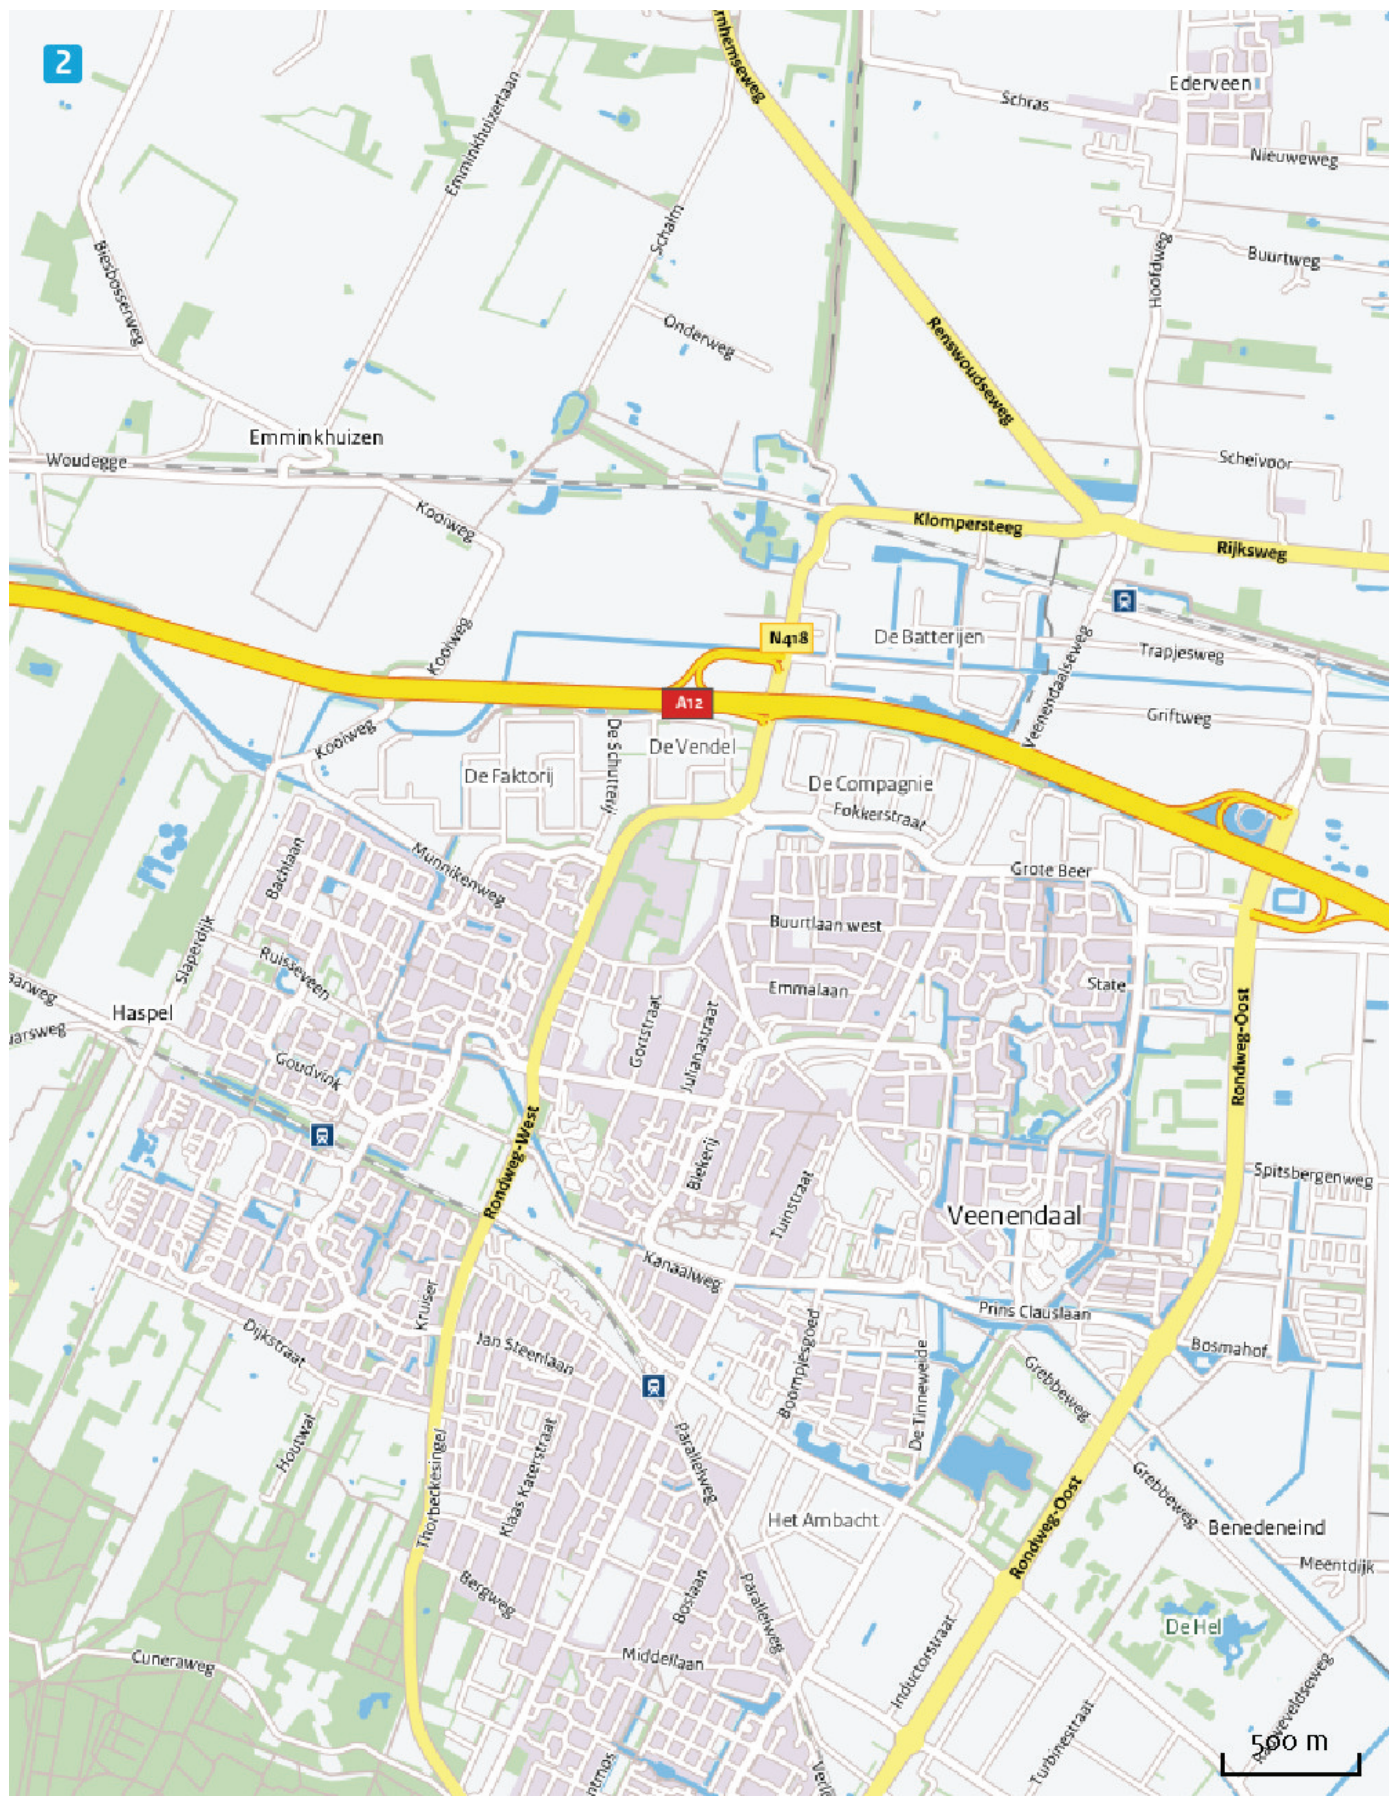 2
Ederveen
Schras
Nieuweweg
Emminkhuizerlaan
Schalm
Buurtweg
Hoofdweg
Biesbosserweg
Onderweg
Renswoudseweg
Emminkhuizen
Woudegge
Scheivoor
Kooiweg
Klompersteeg
Rijksweg
N418
De Batterijen
Trapjesweg
Kooiweg
Veenendaalseweg
A12
Griftweg
Kooiweg
De Schutterij
De Vendel
De Faktorij
De Compagnie
Fokkerstraat
Munnikenweg
Bachlaan
Grote Beer
Buurtlaan west
Slaperdijk
Ruisseveen
Emmalaan
State
Haspel
Gortstraat
Julianastraat
Rondweg-Oost
Goudvink
Rondweg-West
Blekerij
Tuinstraat
Spitsbergenweg
Veenendaal
Kanaalweg
Kruiser
Prins Clauslaan
Dijkstraat
Jan Steenlaan
Boompjesgoed
De Tinneweide
Bosmahof
Grebbeweg
Houtwal
Thorbeckesingel
Klaas Katerstraat
Parallelweg
Grebbeweg
Rondweg-Oost
Het Ambacht
Benedeneind
Meentdijk
Bergweg
Boslaan
Parallelweg
De Hel
Cuneraweg
Middellaan
Inductorstraat
Turbinestraat
500 m